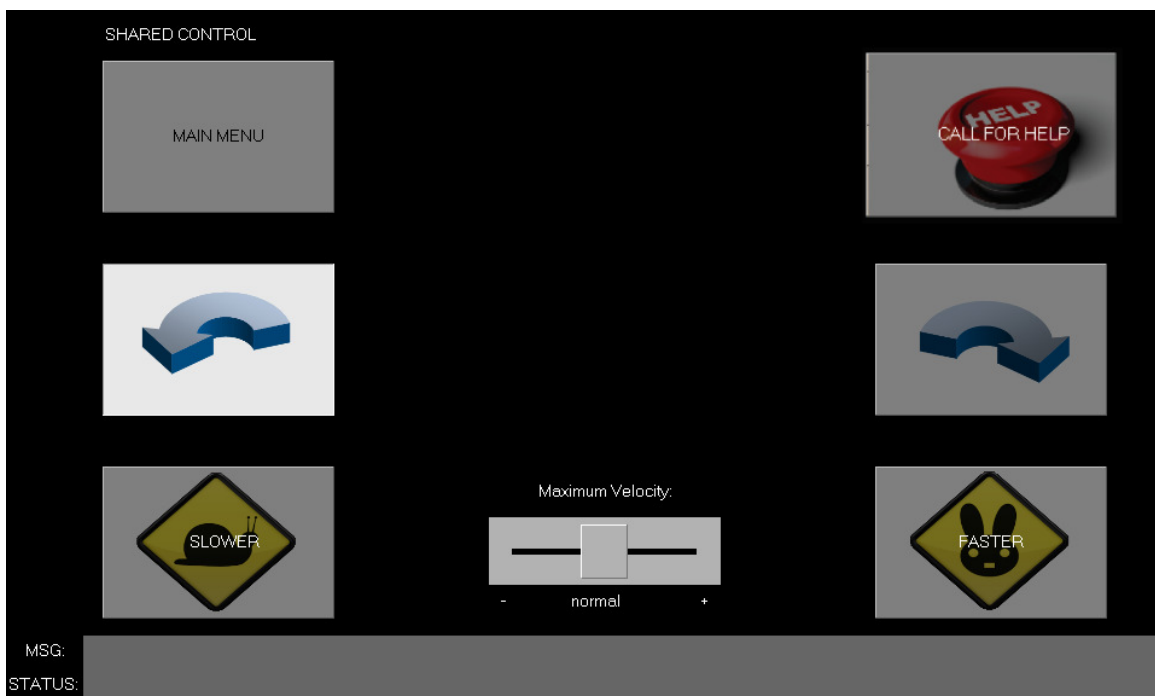 SHARED CONTROL
MAIN MENU
HELP
CALL FOR HELP
SLOWER
Maximum Velocity:
- normal +
FASTER
MSG:
STATUS: